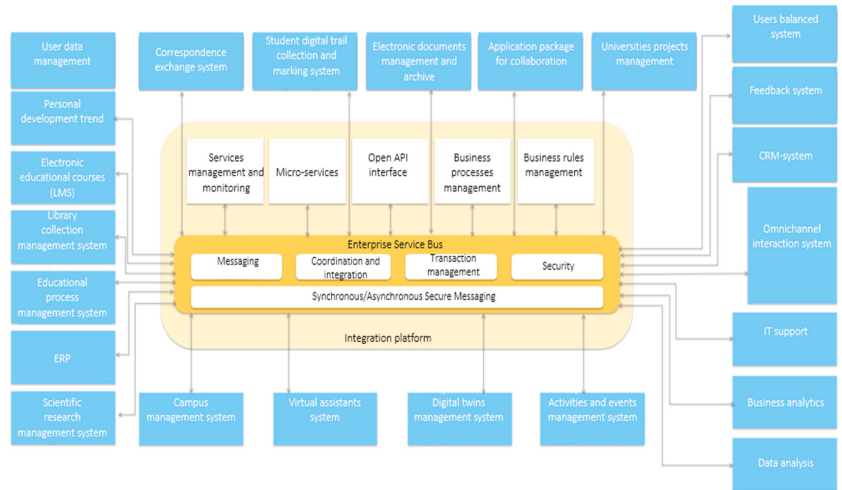 User data
management
Correspondence
exchange system
Student digital trail
collection and
marking system
Electronic documents
management and
archive
Application package
for collaboration
Universities projects
management
Users balanced
system
Personal
development trend
Feedback system
Electronic
educational courses
(LMS)
CRM-system
Library
collection
management system
Omnichannel
interaction system
Educational
process
management system
ERP
IT support
Scientific
research
management system
Business analytics
Data analysis
Services
management and
monitoring
Micro-services
Open API
interface
Business
processes
management
Business rules
management
Enterprise Service Bus
Messaging
Coordination and
integration
Transaction
management
Security
Synchronous/Asynchronous Secure Messaging
Integration platform
Campus
management system
Virtual assistants
system
Digital twins
management system
Activities and events
management system